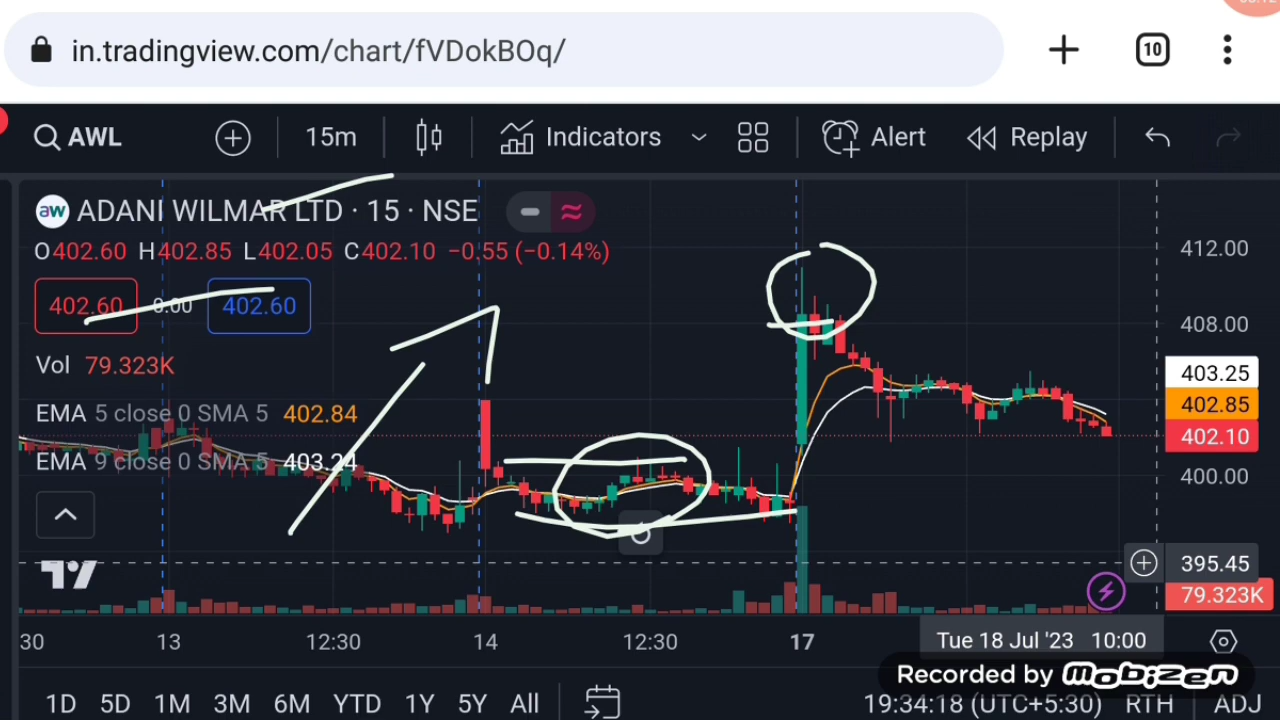 in.tradingview.com/chart/fVDokBOq/
10
AWL
15m
Indicators
Alert
Replay
aw ADANI WILMAR LTD · 15 · NSE
O402.60 H402.85 L402.05 C402.10 −0.55 (−0.14%)
402.60 0.00 402.60
Vol 79.323K
EMA 5 close 0 SMA 5 402.84
EMA 9 close 0 SMA 5 403.24
412.00
408.00
403.25
402.85
402.10
400.00
395.45
79.323K
30 13 12:30 14 12:30 17 Tue 18 Jul '23 10:00
Recorded by MOBIZEN
1D 5D 1M 3M 6M YTD 1Y 5Y All 19:34:18 (UTC+5:30) RTH ADJ